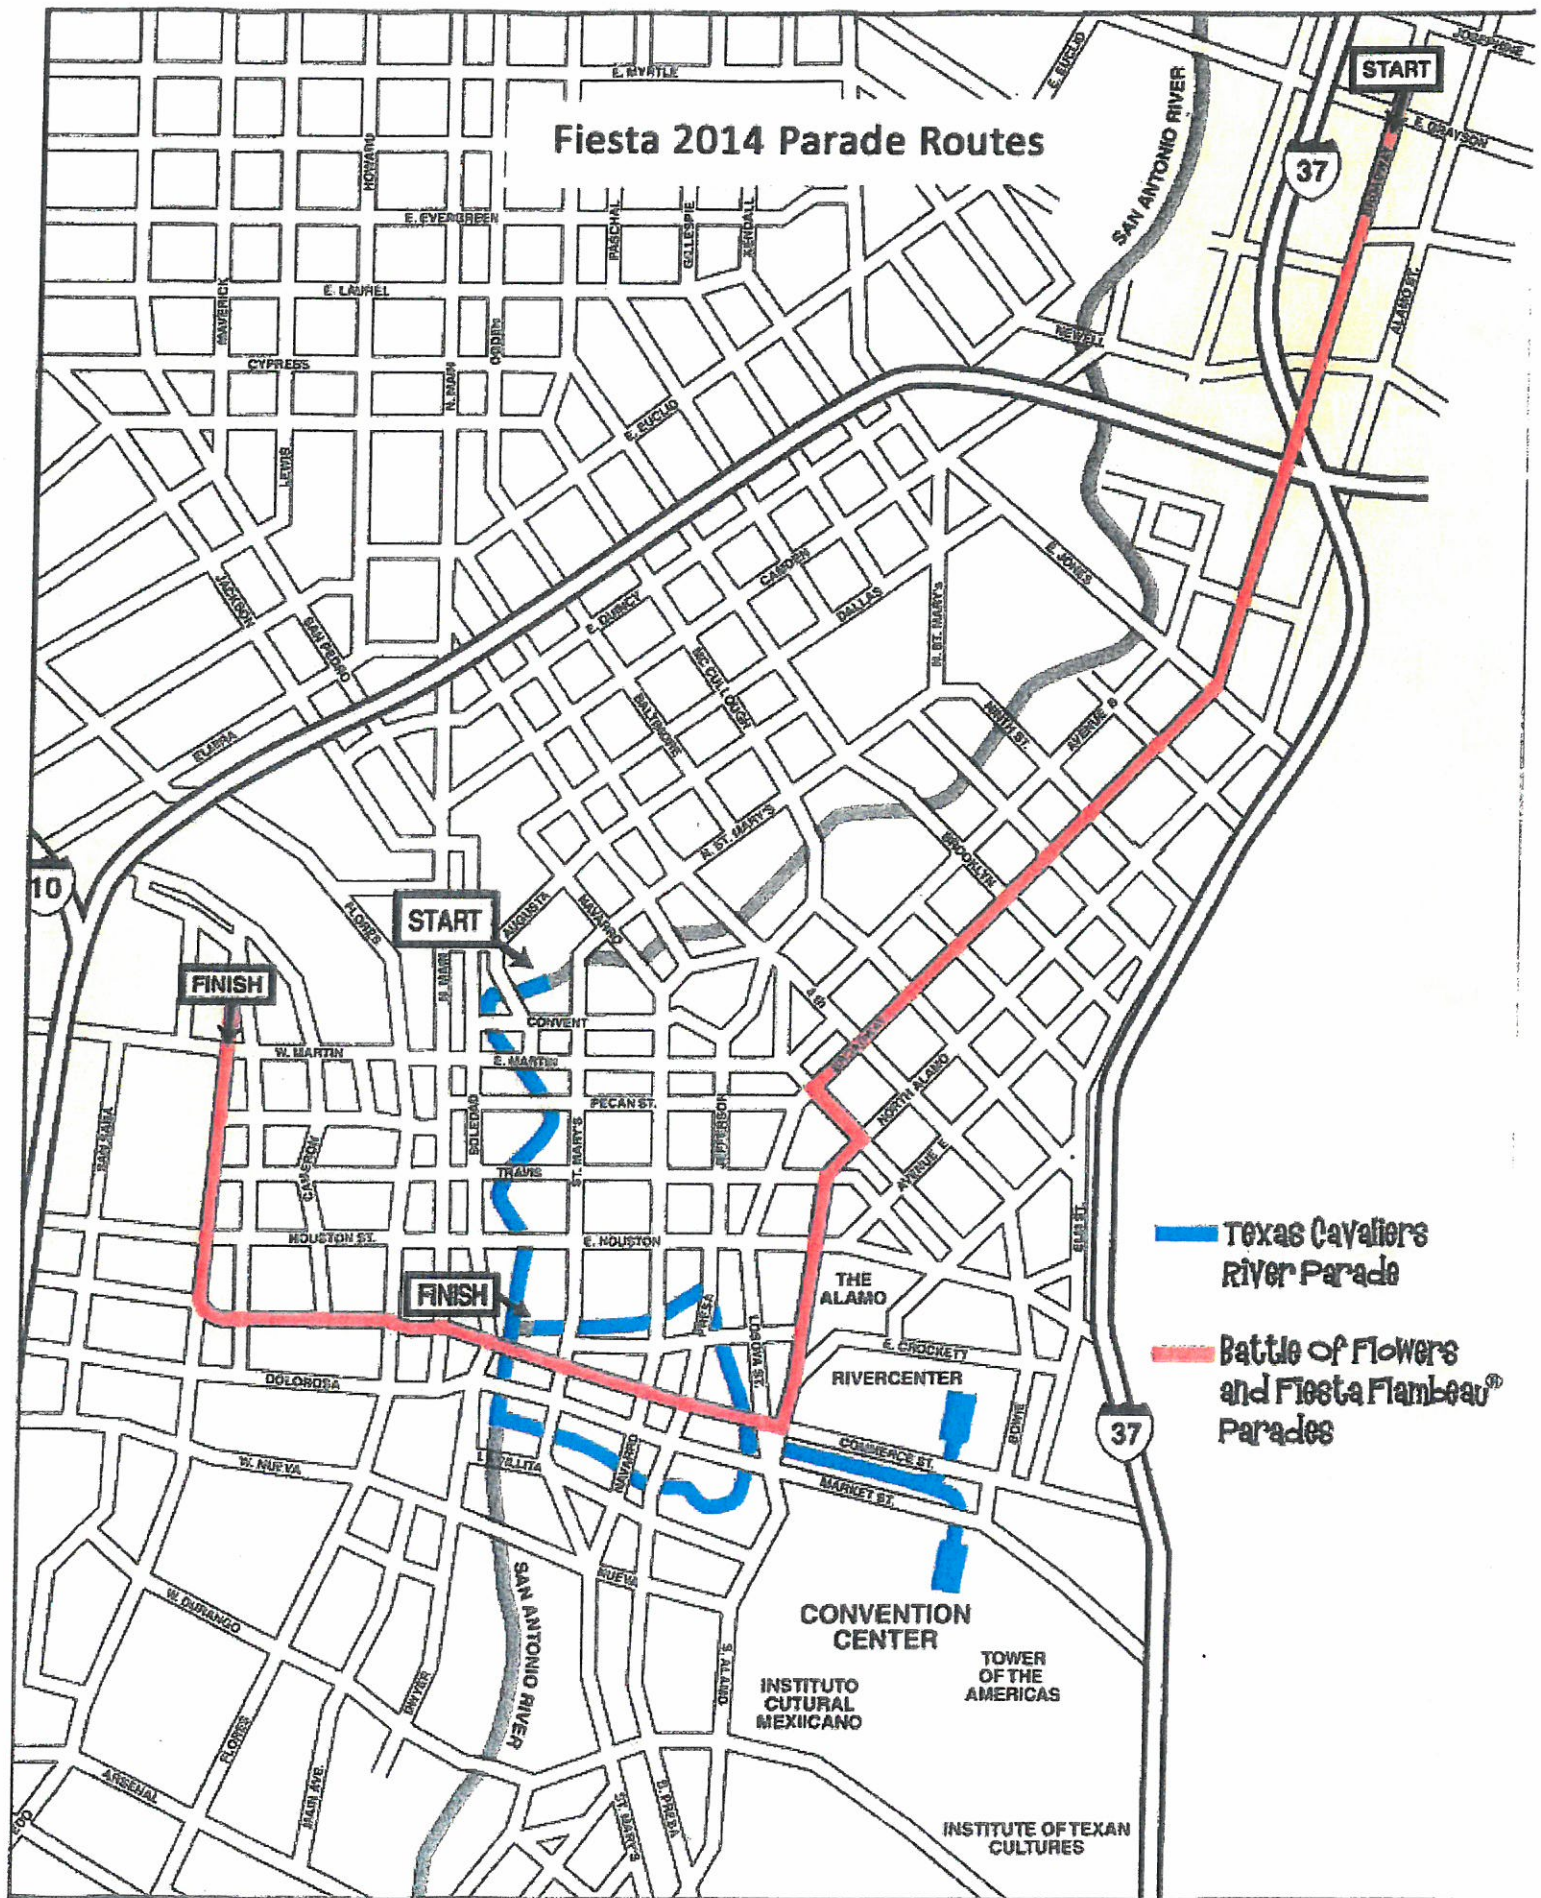 E. MYRTLE
E. EUCLID
JOSEPHINE
START
E. GRAYSON
Fiesta 2014 Parade Routes
SAN ANTONIO RIVER
37
HOWARD
E. EVERGREEN
PASCHAL
GILLESPIE
KENDALL
ALAMO ST.
MAVERICK
E. LAUREL
OGDEN
NEWELL
CYPRESS
N. MAIN
E. EUCLID
LEWIS
E. JONES
CAMDEN
DALLAS
E. QUINCY
N. ST. MARY'S
JACKSON
SAN PEDRO
MC CULLOUGH
BALTIMORE
NINTH ST.
AVENUE B
ELMIRA
N. ST. MARY'S
BROOKLYN
10
FLORES
START
AUGUSTA
NAVARRO
N. MAIN
FINISH
4 th
CONVENT
W. MARTIN
E. MARTIN
NORTH ALAMO
PECAN ST.
SAN SABA
SOLEDAD
ST. MARY'S
JEFFERSON
CAMERON
TRAVIS
AVENUE E
HOUSTON ST.
E. HOUSTON
ELM ST.
Texas Cavaliers
River Parade
THE
ALAMO
FINISH
PRESA
LOSOYA ST.
E. CROCKETT
Battle of Flowers
and Fiesta Flambeau®
Parades
DOLOROSA
RIVERCENTER
BOWIE
37
COMMERCE ST.
MARKET ST.
W. NUEVA
NAVARRO
NUEVA
SAN ANTONIO RIVER
W. DURANGO
CONVENTION
CENTER
TOWER
OF THE
AMERICAS
S. ALAMO
INSTITUTO
CUTURAL
MEXIICANO
DWYER
FLORES
ARSENAL
MAIN AVE.
ST. MARY'S
S. PRESA
INSTITUTE OF TEXAN
CULTURES